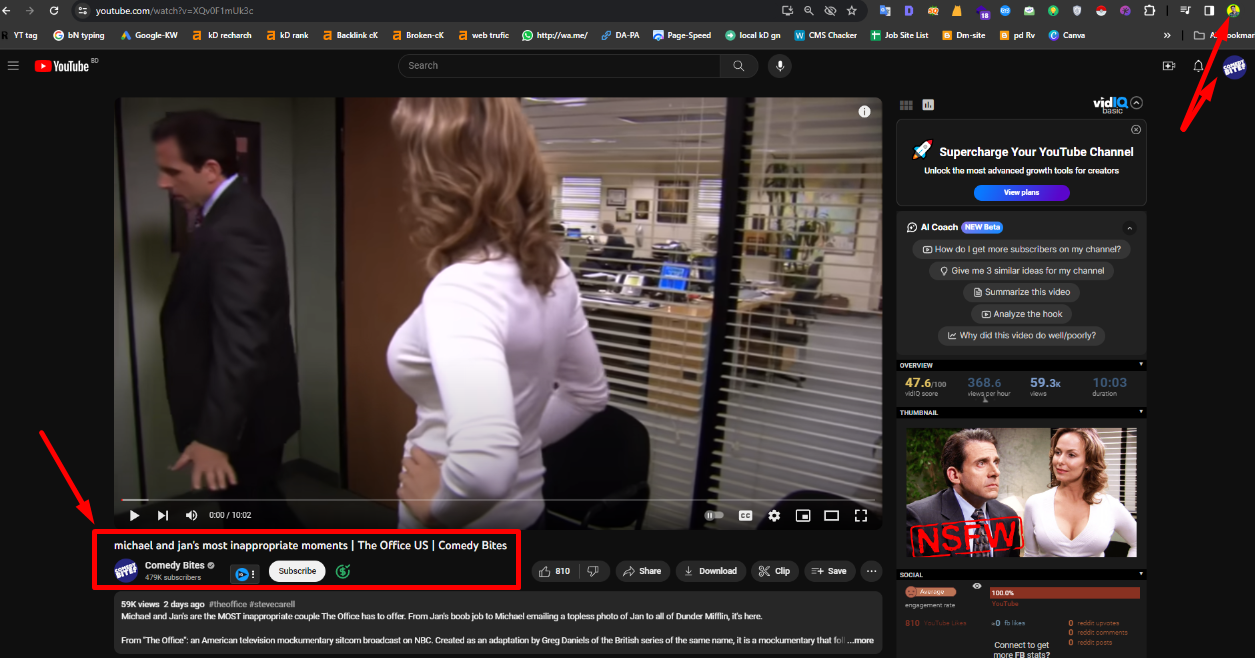 youtube.com/watch?v=XQv0F1mUk3c
18
YT tag
bN typing
Google-KW
kD recharch
kD rank
Backlink cK
Broken-cK
web trufic
http://wa.me/
DA-PA
Page-Speed
local kD gn
CMS Checker
Job Site List
Dm-site
pd Rv
Canva
YouTube BD
Search
COMEDY BITES
vidIQ
basic
Supercharge Your YouTube Channel
Unlock the most advanced growth tools for creators
View plans
AI Coach NEW Beta
How do I get more subscribers on my channel?
Give me 3 similar ideas for my channel
Summarize this video
Analyze the hook
Why did this video do well/poorly?
OVERVIEW
47.6/100 368.6 59.3K 10:03
vidIQ score views per hour views duration
THUMBNAIL
NSFW
0:00 / 10:02
CC
michael and jan's most inappropriate moments | The Office US | Comedy Bites
COMEDY BITES
Comedy Bites
479K subscribers
Subscribe
810
Share
Download
Clip
Save
59K views 2 days ago #theoffice #stevecarell
Michael and Jan's are the MOST inappropriate couple The Office has to offer. From Jan's boob job to Michael emailing a topless photo of Jan to all of Dunder Mifflin, it's here.
From "The Office": an American television mockumentary sitcom broadcast on NBC. Created as an adaptation by Greg Daniels of the British series of the same name, it is a mockumentary that fol ...more
SOCIAL
Average
engagement rate
100.0%
YouTube
810 YouTube Likes
0 fb likes
Connect to get
more FB stats?
0 reddit upvotes
0 reddit comments
0 reddit posts